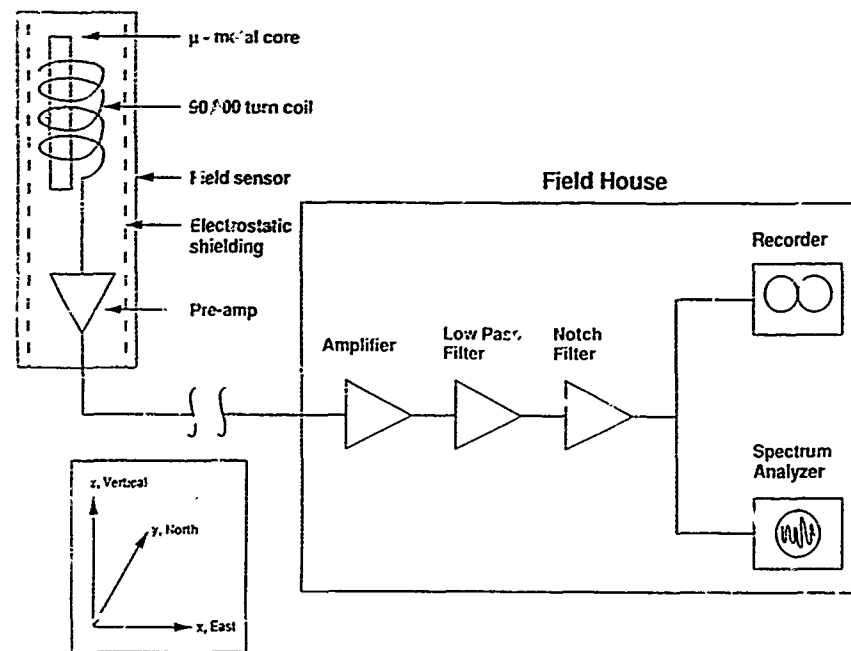 μ - metal core
turn coil
Field sensor
Electrostatic
shielding
Pre-amp
Field House
Recorder
Amplifier
Low Pass
Filter
Notch
Filter
Spectrum
Analyzer
z, Vertical
y, North
x, East